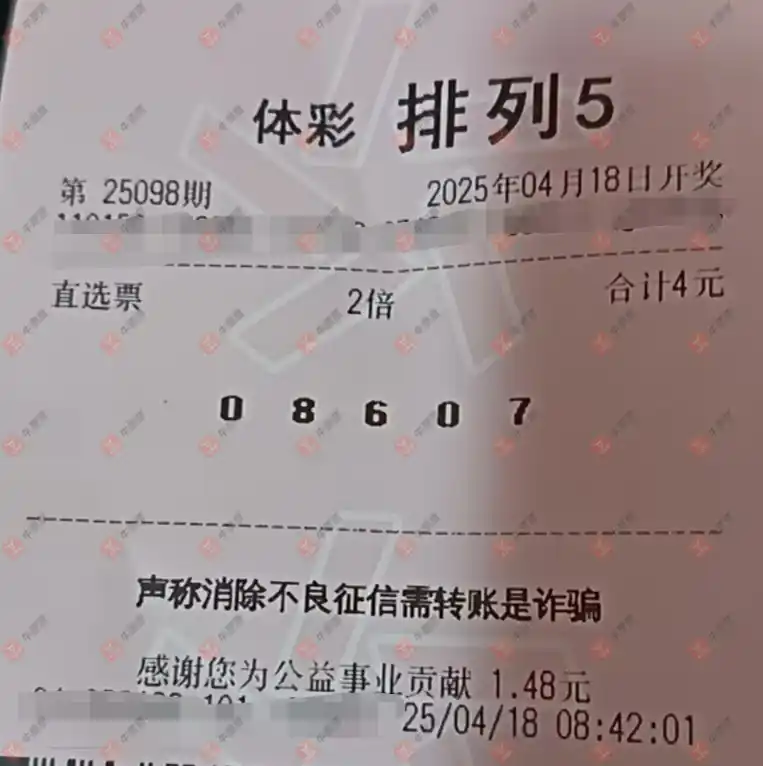 体彩 排列5
第 25098期 2025年04月18日开奖
直选票 2倍 合计4元
0 8 6 0 7
声称消除不良征信需转账是诈骗
感谢您为公益事业贡献 1.48元
25/04/18 08:42:01